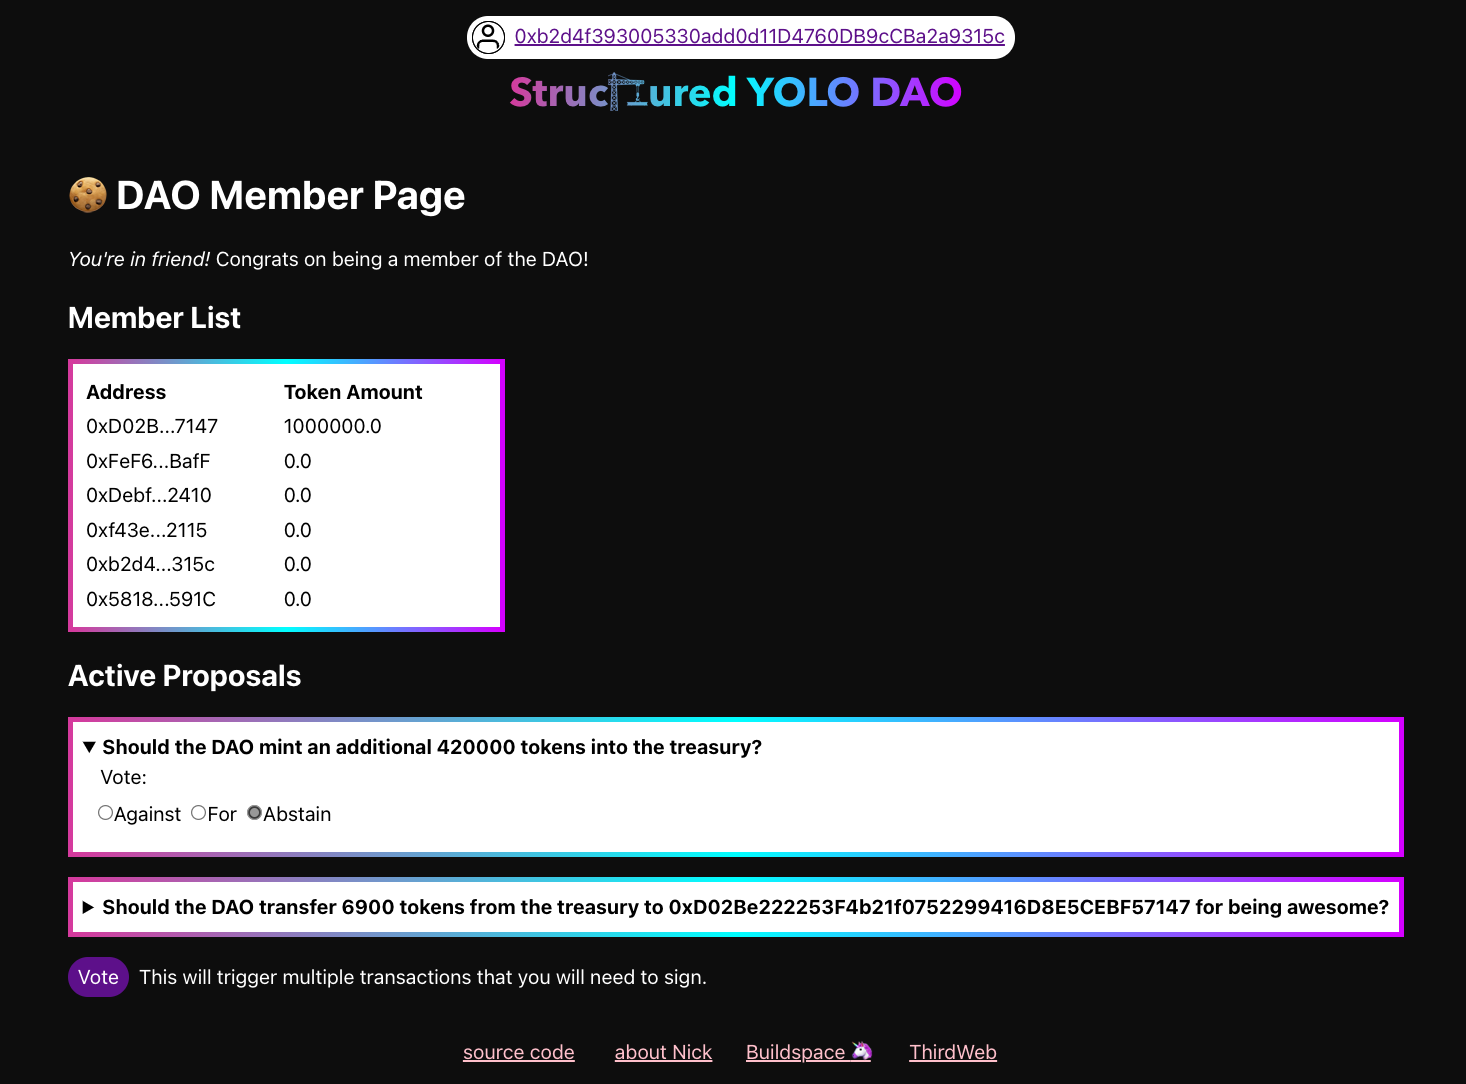 0xb2d4f393005330add0d11D4760DB9cCBa2a9315c
Struc🏗ured YOLO DAO
🍪 DAO Member Page
You're in friend! Congrats on being a member of the DAO!
Member List
Address Token Amount
0xD02B...7147 1000000.0
0xFeF6...BafF 0.0
0xDebf...2410 0.0
0xf43e...2115 0.0
0xb2d4...315c 0.0
0x5818...591C 0.0
Active Proposals
▼ Should the DAO mint an additional 420000 tokens into the treasury?
Vote:
Against For Abstain
▶ Should the DAO transfer 6900 tokens from the treasury to 0xD02Be222253F4b21f0752299416D8E5CEBF57147 for being awesome?
Vote This will trigger multiple transactions that you will need to sign.
source code about Nick Buildspace 🦄 ThirdWeb